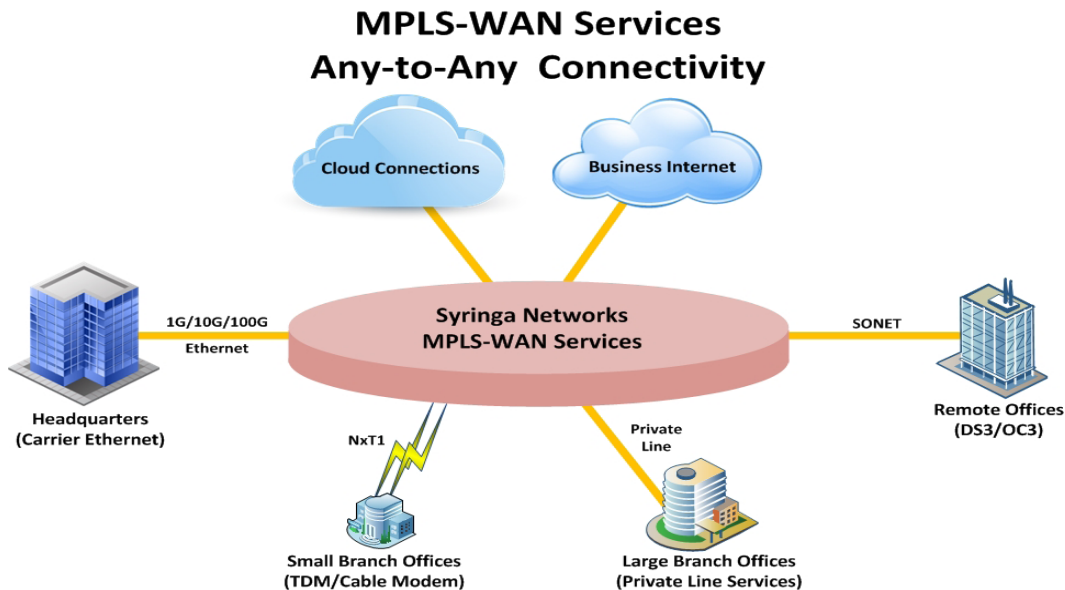 MPLS-WAN Services
Any-to-Any Connectivity
Cloud Connections
Business Internet
Syringa Networks
MPLS-WAN Services
1G/10G/100G
Ethernet
SONET
Headquarters
(Carrier Ethernet)
Remote Offices
(DS3/OC3)
NxT1
Private
Line
Small Branch Offices
(TDM/Cable Modem)
Large Branch Offices
(Private Line Services)